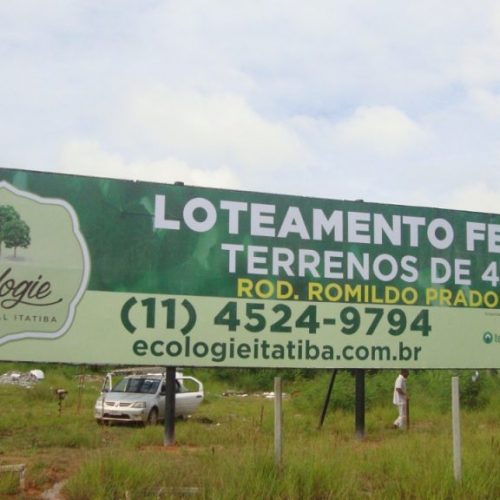 LOTEAMENTO FE
TERRENOS DE 4
ROD. ROMILDO PRADO
ologie
L ITATIBA
(11) 4524-9794
ecologieitatiba.com.br